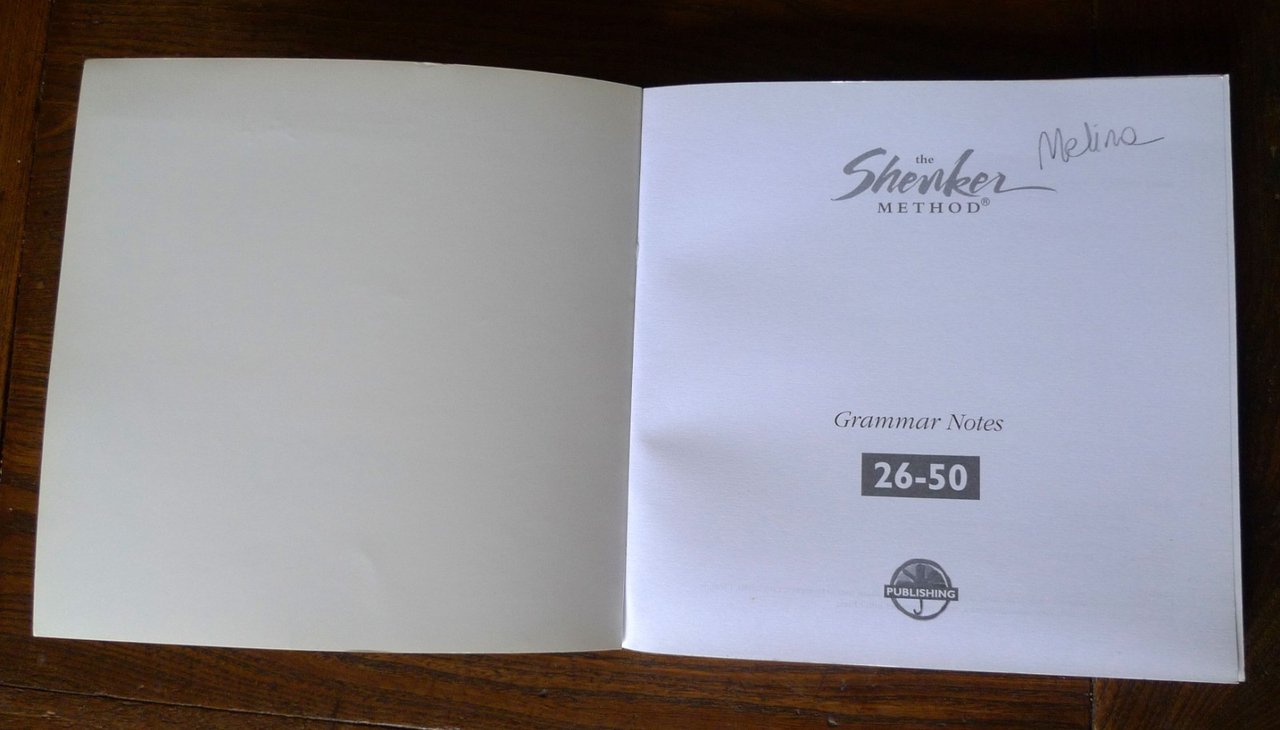 Melina
the
Shenker
METHOD®
Grammar Notes
26-50
PUBLISHING